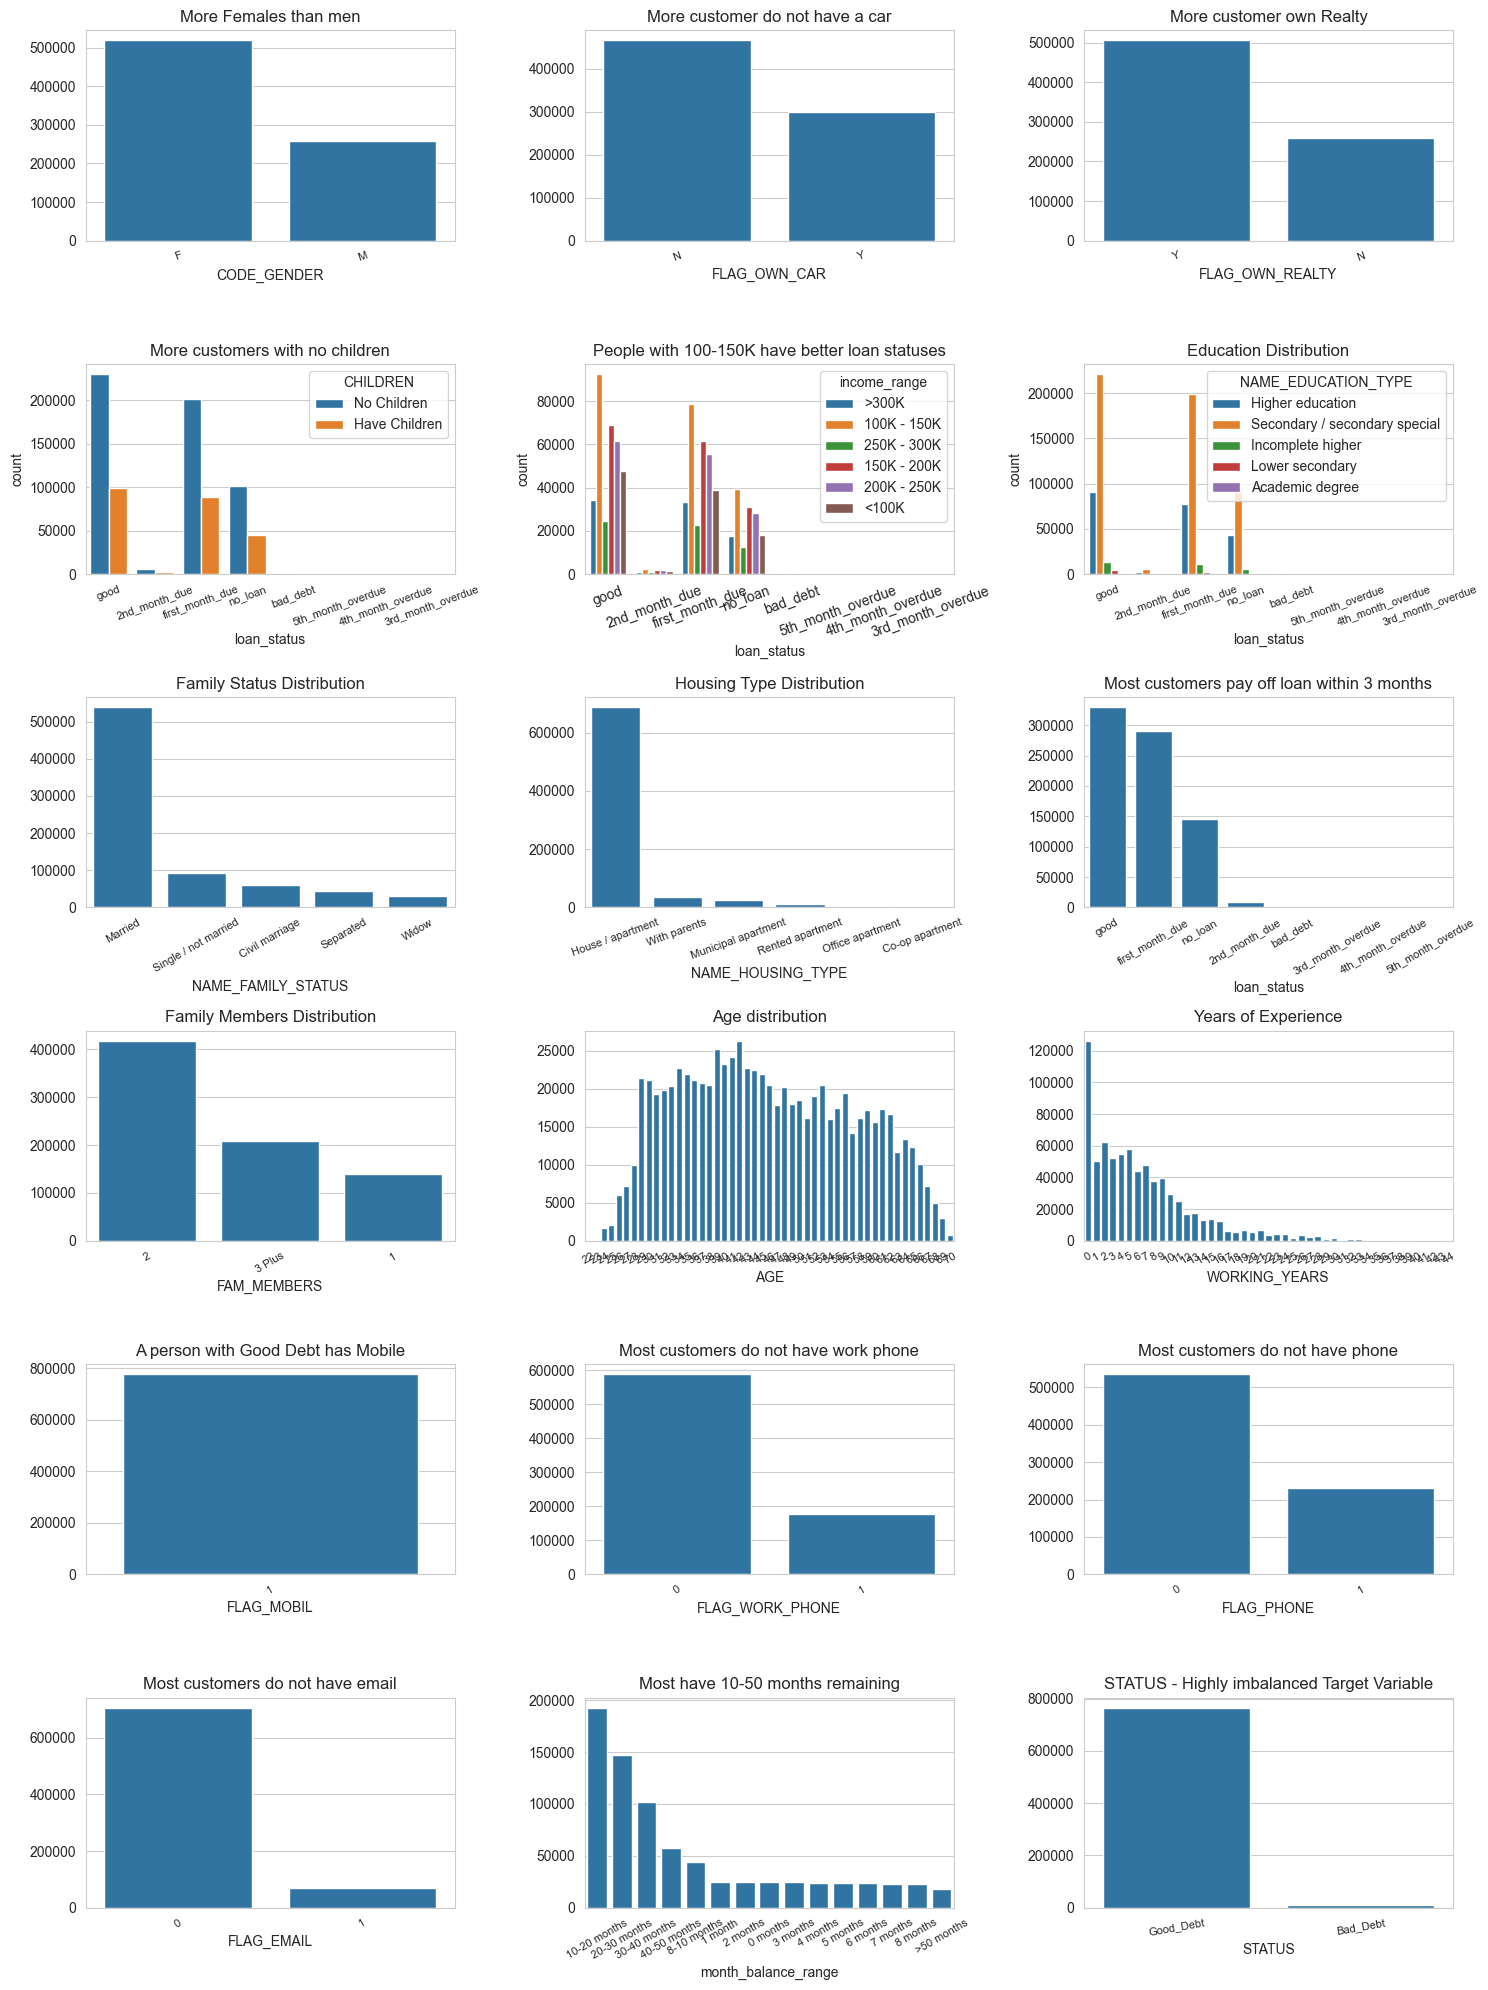 More Females than men
500000
400000
300000
200000
100000
0
F
M
CODE_GENDER
More customer do not have a car
400000
300000
200000
100000
0
N
Y
FLAG_OWN_CAR
More customer own Realty
500000
400000
300000
200000
100000
0
Y
N
FLAG_OWN_REALTY
More customers with no children
CHILDREN
No Children
Have Children
count
200000
150000
100000
50000
0
good
2nd_month_due
first_month_due
no_loan
bad_debt
5th_month_overdue
4th_month_overdue
3rd_month_overdue
loan_status
People with 100-150K have better loan statuses
income_range
>300K
100K - 150K
250K - 300K
150K - 200K
200K - 250K
<100K
count
80000
60000
40000
20000
0
good
2nd_month_due
first_month_due
no_loan
bad_debt
5th_month_overdue
4th_month_overdue
3rd_month_overdue
loan_status
Education Distribution
NAME_EDUCATION_TYPE
Higher education
Secondary / secondary special
Incomplete higher
Lower secondary
Academic degree
count
200000
150000
100000
50000
0
good
2nd_month_due
first_month_due
no_loan
bad_debt
5th_month_overdue
4th_month_overdue
3rd_month_overdue
loan_status
Family Status Distribution
500000
400000
300000
200000
100000
0
Married
Single / not married
Civil marriage
Separated
Widow
NAME_FAMILY_STATUS
Housing Type Distribution
600000
400000
200000
0
House / apartment
With parents
Municipal apartment
Rented apartment
Office apartment
Co-op apartment
NAME_HOUSING_TYPE
Most customers pay off loan within 3 months
300000
250000
200000
150000
100000
50000
0
good
first_month_due
no_loan
2nd_month_due
bad_debt
3rd_month_overdue
4th_month_overdue
5th_month_overdue
loan_status
Family Members Distribution
400000
300000
200000
100000
0
2
3 Plus
1
FAM_MEMBERS
Age distribution
25000
20000
15000
10000
5000
0
AGE
Years of Experience
120000
100000
80000
60000
40000
20000
0
0
1
2
3
4
5
6
7
8
9
10
11
WORKING_YEARS
A person with Good Debt has Mobile
800000
600000
400000
200000
0
1
FLAG_MOBIL
Most customers do not have work phone
600000
500000
400000
300000
200000
100000
0
0
1
FLAG_WORK_PHONE
Most customers do not have phone
500000
400000
300000
200000
100000
0
0
1
FLAG_PHONE
Most customers do not have email
600000
400000
200000
0
0
1
FLAG_EMAIL
Most have 10-50 months remaining
200000
150000
100000
50000
0
10-20 months
20-30 months
30-40 months
40-50 months
8-10 months
1 month
2 months
0 months
3 months
4 months
5 months
6 months
7 months
8 months
>50 months
month_balance_range
STATUS - Highly imbalanced Target Variable
800000
600000
400000
200000
0
Good_Debt
Bad_Debt
STATUS